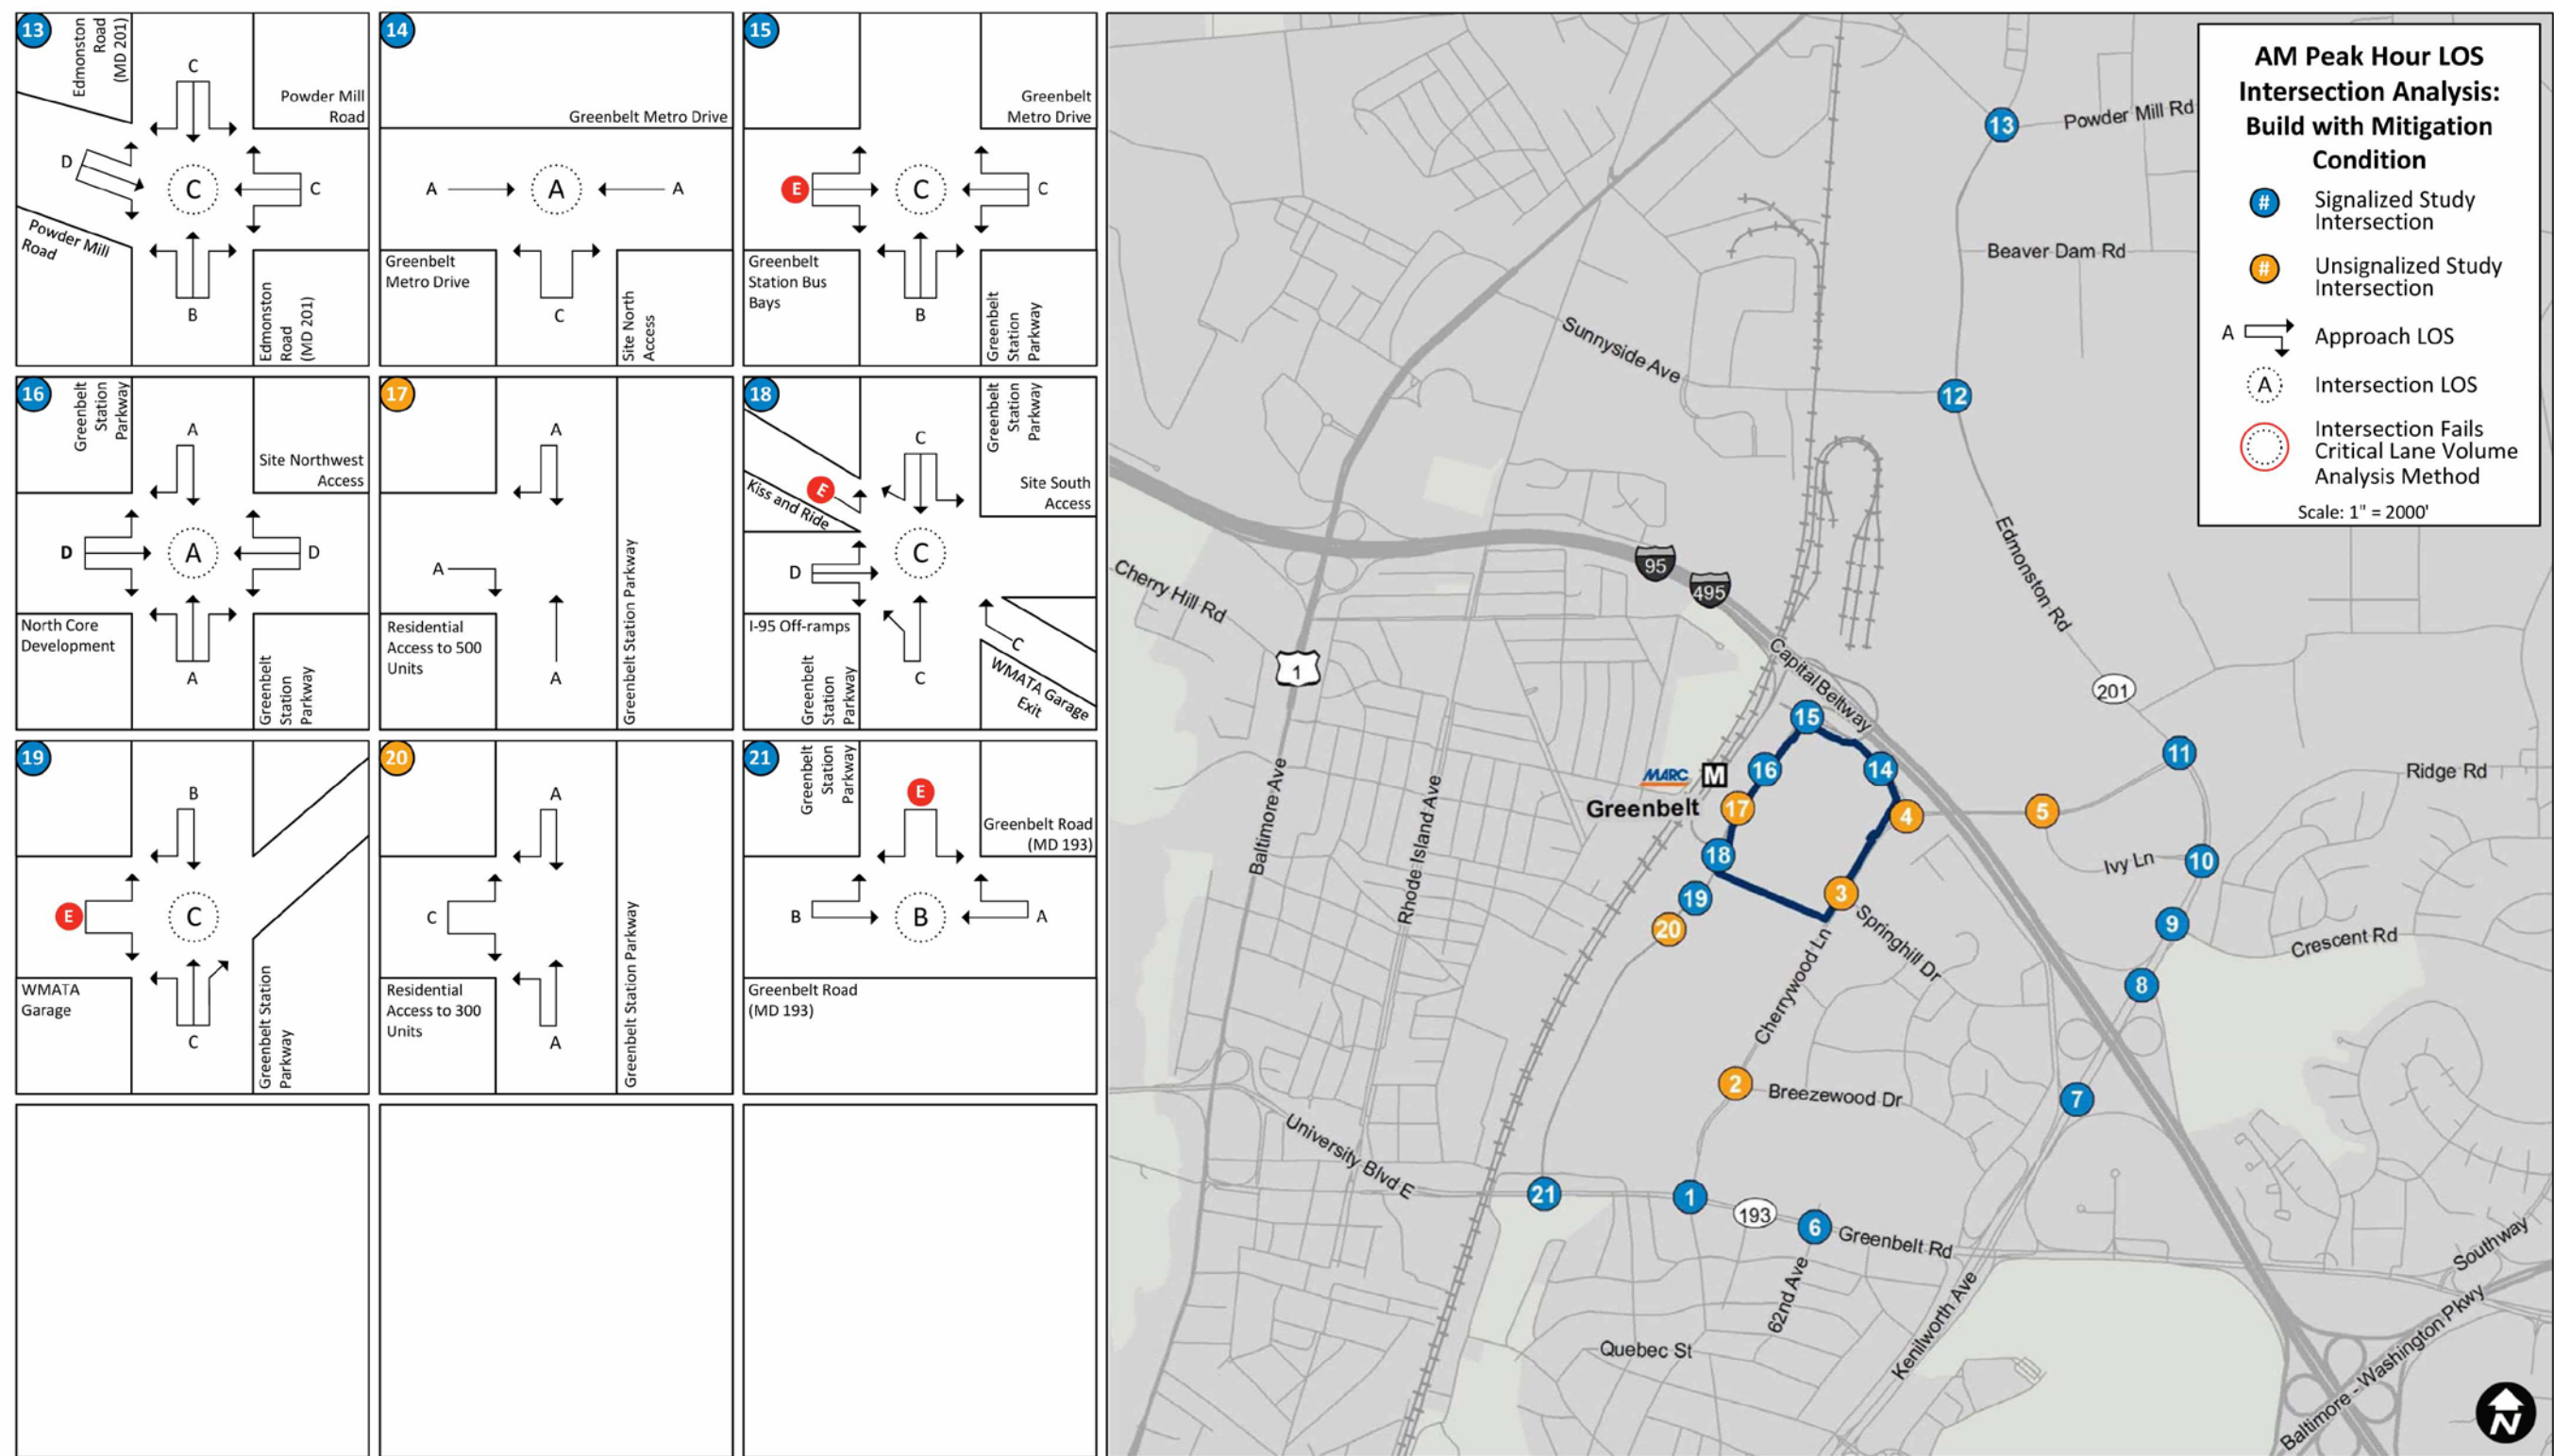 13
Edmonston
Road
(MD 201)
C
Powder Mill
Road
D
C
C
Powder Mill
Road
B
Edmonston
Road
(MD 201)
14
Greenbelt Metro Drive
A
A
A
Greenbelt
Metro Drive
C
Site North
Access
15
Greenbelt
Metro Drive
E
C
C
Greenbelt
Station Bus
Bays
B
Greenbelt
Station
Parkway
16
Greenbelt
Station
Parkway
A
Site Northwest
Access
D
A
D
North Core
Development
A
Greenbelt
Station
Parkway
17
A
A
Residential
Access to 500
Units
A
Greenbelt Station Parkway
18
Greenbelt
Station
Parkway
C
E
Kiss and Ride
Site South
Access
D
C
I-95 Off-ramps
Greenbelt
Station
Parkway
C
C
WMATA Garage
Exit
19
B
E
C
WMATA
Garage
C
Greenbelt Station
Parkway
20
A
C
Residential
Access to 300
Units
A
Greenbelt Station Parkway
21
Greenbelt
Station
Parkway
E
Greenbelt Road
(MD 193)
B
B
A
Greenbelt Road
(MD 193)
AM Peak Hour LOS
Intersection Analysis:
Build with Mitigation
Condition
# Signalized Study
Intersection
# Unsignalized Study
Intersection
A Approach LOS
A Intersection LOS
Intersection Fails
Critical Lane Volume
Analysis Method
Scale: 1" = 2000'
13
Powder Mill Rd
Beaver Dam Rd
Sunnyside Ave
12
Edmonston Rd
95
495
Cherry Hill Rd
1
Capital Beltway
201
15
11
MARC M
16
14
Ridge Rd
Greenbelt
17
4
5
Baltimore Ave
Rhode Island Ave
18
Ivy Ln
10
19
3
20
Springhill Dr
9
Crescent Rd
Cherrywood Ln
8
2
Breezewood Dr
7
University Blvd E
21
1
193
6
Greenbelt Rd
Southway
62nd Ave
Kenilworth Ave
Quebec St
Baltimore - Washington Pkwy
N